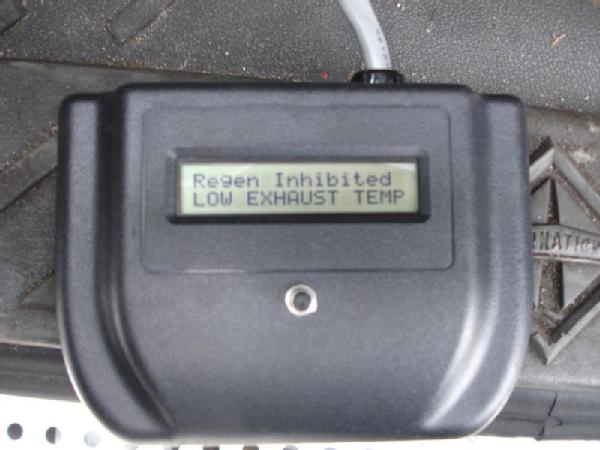 Regen Inhibited
LOW EXHAUST TEMP